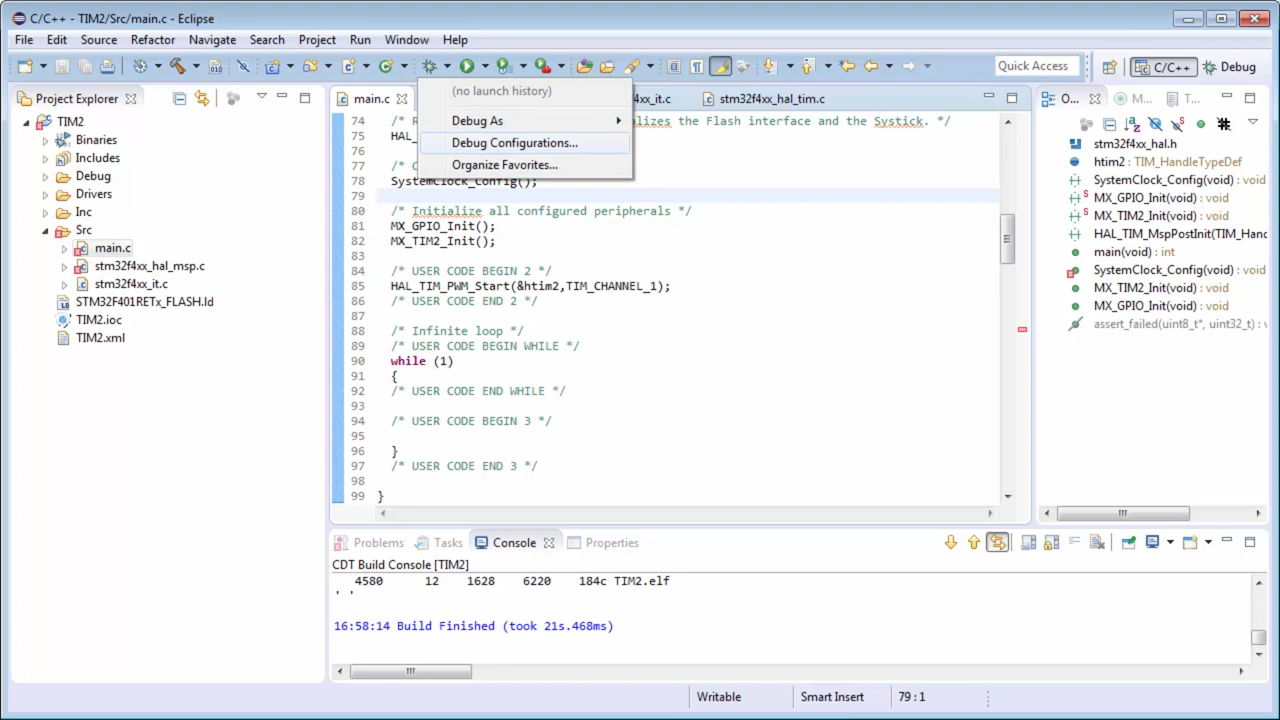 C/C++ - TIM2/Src/main.c - Eclipse
File Edit Source Refactor Navigate Search Project Run Window Help
Quick Access
C/C++
Debug
Project Explorer
TIM2
Binaries
Includes
Debug
Drivers
Inc
Src
main.c
stm32f4xx_hal_msp.c
stm32f4xx_it.c
STM32F401RETx_FLASH.ld
TIM2.ioc
TIM2.xml
main.c
4xx_it.c
stm32f4xx_hal_tim.c
(no launch history)
Debug As
Debug Configurations...
Organize Favorites...
74 /* R alizes the Flash interface and the Systick. */
75 HAL_
76
77 /* C
78 SystemClock_Config();
79
80 /* Initialize all configured peripherals */
81 MX_GPIO_Init();
82 MX_TIM2_Init();
83
84 /* USER CODE BEGIN 2 */
85 HAL_TIM_PWM_Start(&htim2,TIM_CHANNEL_1);
86 /* USER CODE END 2 */
87
88 /* Infinite loop */
89 /* USER CODE BEGIN WHILE */
90 while (1)
91 {
92 /* USER CODE END WHILE */
93
94 /* USER CODE BEGIN 3 */
95
96 }
97 /* USER CODE END 3 */
98
99 }
O...
M...
T...
stm32f4xx_hal.h
htim2 : TIM_HandleTypeDef
SystemClock_Config(void) : void
MX_GPIO_Init(void) : void
MX_TIM2_Init(void) : void
HAL_TIM_MspPostInit(TIM_Hand
main(void) : int
SystemClock_Config(void) : void
MX_TIM2_Init(void) : void
MX_GPIO_Init(void) : void
assert_failed(uint8_t*, uint32_t) : v
Problems
Tasks
Console
Properties
CDT Build Console [TIM2]
4580 12 1628 6220 184c TIM2.elf
' '
16:58:14 Build Finished (took 21s.468ms)
Writable
Smart Insert
79 : 1